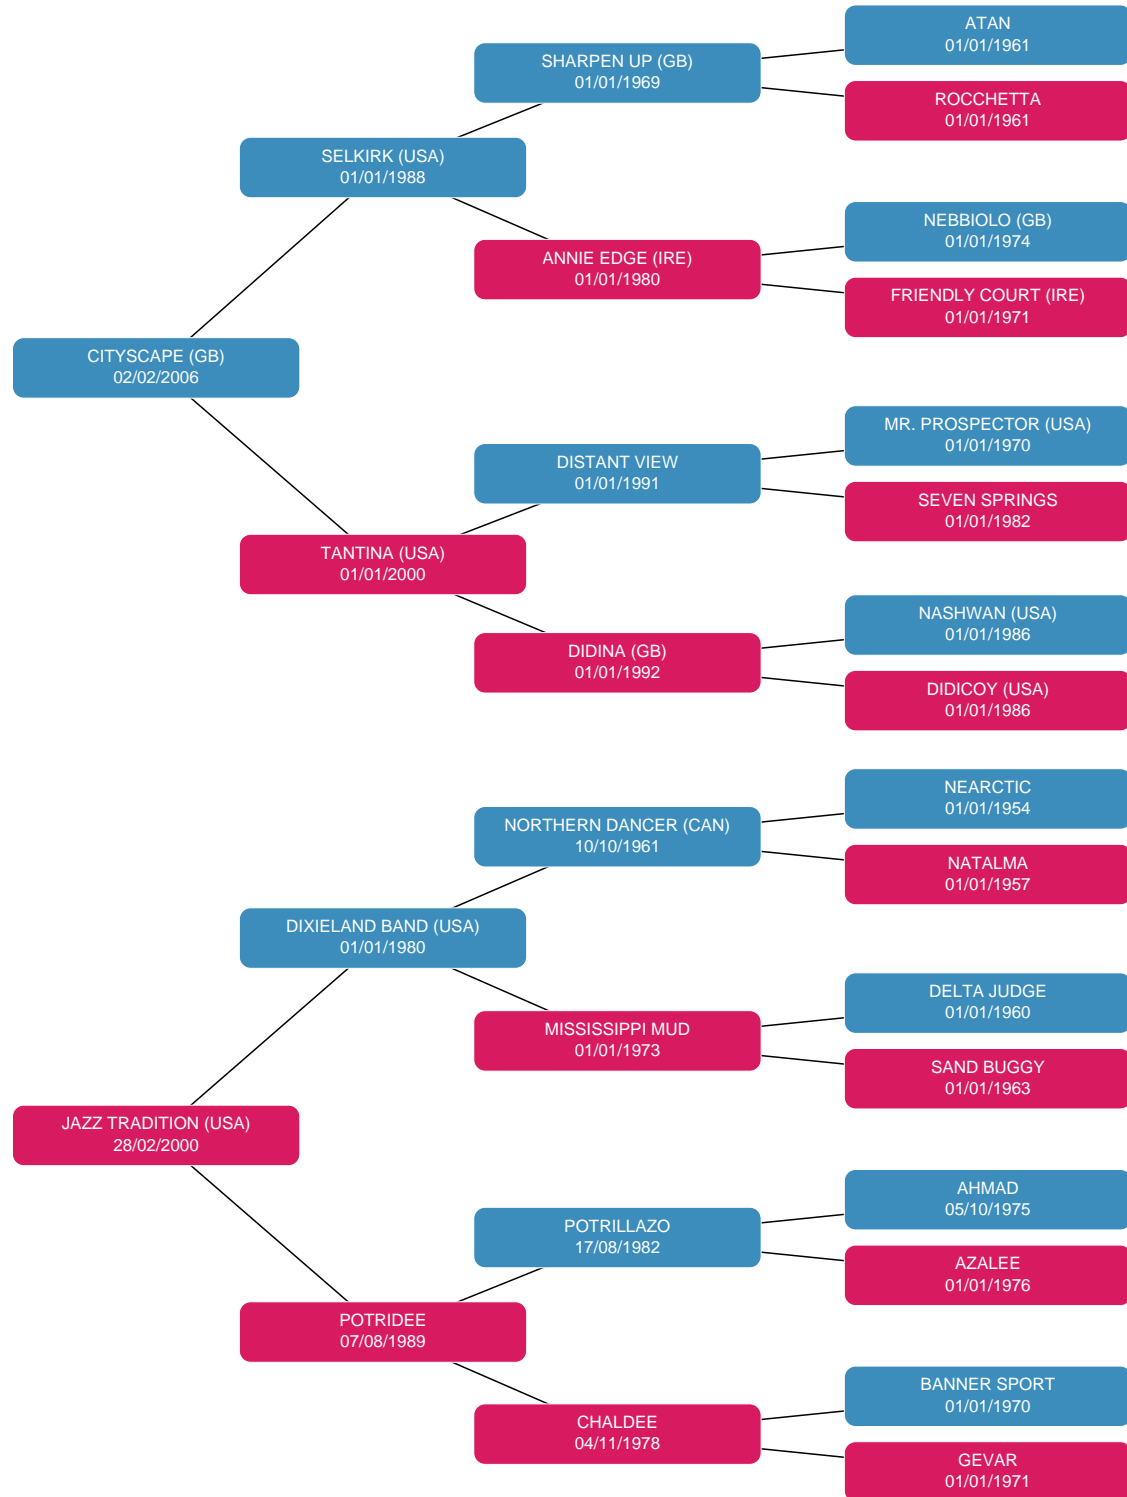 ATAN
01/01/1961
SHARPEN UP (GB)
01/01/1969
ROCCHETTA
01/01/1961
SELKIRK (USA)
01/01/1988
NEBBIOLO (GB)
01/01/1974
ANNIE EDGE (IRE)
01/01/1980
FRIENDLY COURT (IRE)
01/01/1971
CITYSCAPE (GB)
02/02/2006
MR. PROSPECTOR (USA)
01/01/1970
DISTANT VIEW
01/01/1991
SEVEN SPRINGS
01/01/1982
TANTINA (USA)
01/01/2000
NASHWAN (USA)
01/01/1986
DIDINA (GB)
01/01/1992
DIDICOY (USA)
01/01/1986
NEARCTIC
01/01/1954
NORTHERN DANCER (CAN)
10/10/1961
NATALMA
01/01/1957
DIXIELAND BAND (USA)
01/01/1980
DELTA JUDGE
01/01/1960
MISSISSIPPI MUD
01/01/1973
SAND BUGGY
01/01/1963
JAZZ TRADITION (USA)
28/02/2000
AHMAD
05/10/1975
POTRILLAZO
17/08/1982
AZALEE
01/01/1976
POTRIDEE
07/08/1989
BANNER SPORT
01/01/1970
CHALDEE
04/11/1978
GEVAR
01/01/1971